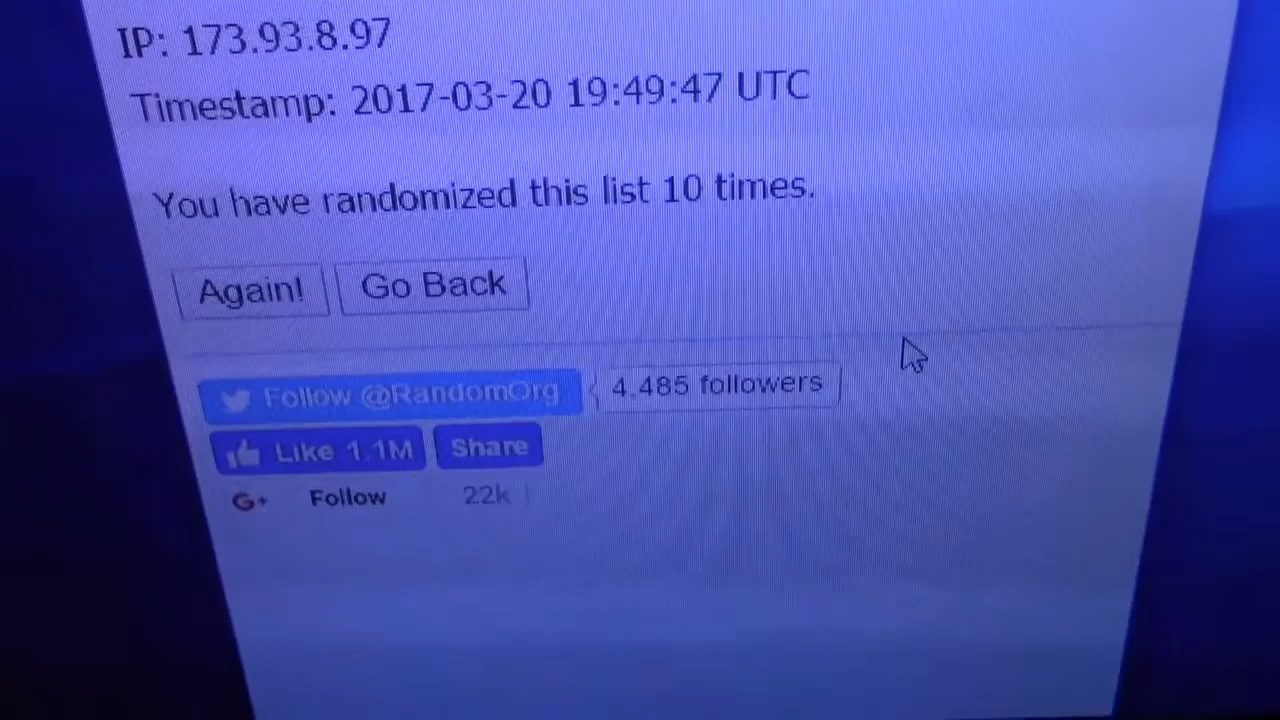 IP: 173.93.8.97
Timestamp: 2017-03-20 19:49:47 UTC
You have randomized this list 10 times.
Again! Go Back
Follow @RandomOrg 4,485 followers
Like 1.1M Share
G+ Follow 22k